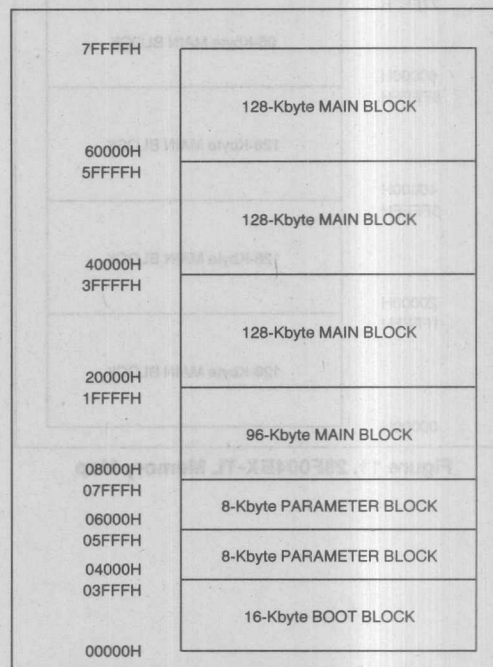 7FFFFH
128-Kbyte MAIN BLOCK
60000H
5FFFFH
128-Kbyte MAIN BLOCK
40000H
3FFFFH
128-Kbyte MAIN BLOCK
20000H
1FFFFH
96-Kbyte MAIN BLOCK
08000H
07FFFH
8-Kbyte PARAMETER BLOCK
06000H
05FFFH
8-Kbyte PARAMETER BLOCK
04000H
03FFFH
16-Kbyte BOOT BLOCK
00000H